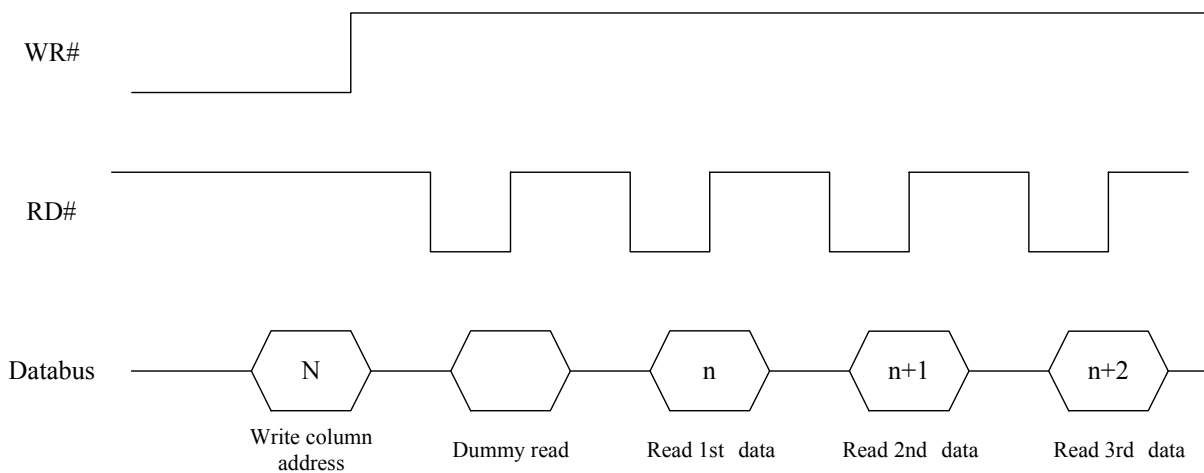 WR#
RD#
Databus
N
n
n+1
n+2
Write column
address
Dummy read
Read 1st data
Read 2nd data
Read 3rd data